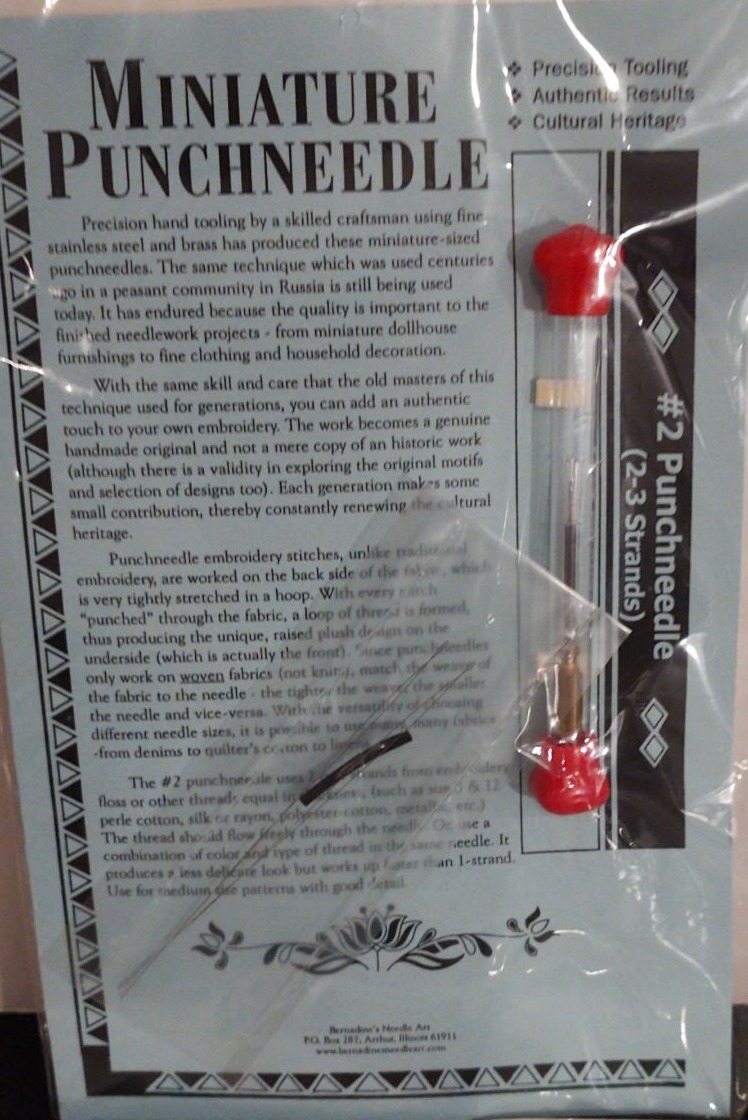 MINIATURE
PUNCHNEEDLE
Precision Tooling
Authentic Results
Cultural Heritage
Precision hand tooling by a skilled craftsman using fine
stainless steel and brass has produced these miniature-sized
punchneedles. The same technique which was used centuries
ago in a peasant community in Russia is still being used
today. It has endured because the quality is important to the
finished needlework projects - from miniature dollhouse
furnishings to fine clothing and household decoration.
With the same skill and care that the old masters of this
technique used for generations, you can add an authentic
touch to your own embroidery. The work becomes a genuine
handmade original and not a mere copy of an historic work
(although there is a validity in exploring the original motifs
and selection of designs too). Each generation makes some
small contribution, thereby constantly renewing the cultural
heritage.
Punchneedle embroidery stitches, unlike traditional
embroidery, are worked on the back side of the fabric, which
is very tightly stretched in a hoop. With every stitch
"punched" through the fabric, a loop of thread is formed,
thus producing the unique, raised plush design on the
underside (which is actually the front). Since punchneedles
only work on woven fabrics (not knits), match the weave of
the fabric to the needle - the tighter the weave, the smaller
the needle and vice-versa. With the versatility of choosing
different needle sizes, it is possible to use many, many fabrics
-from denims to quilter's cotton to linens.
The #2 punchneedle uses strands from embroidery
floss or other threads equal in thickness, (such as size & 12
perle cotton, silk or rayon, polyester-cotton, metallic, etc.)
The thread should flow freely through the needle. Or, use a
combination of color and type of thread in the same needle. It
produces a less delicate look but works up faster than 1-strand.
Use for medium size patterns with good detail.
#2 Punchneedle
(2-3 Strands)
Bernadine's Needle Art
P.O. Box 287, Arthur, Illinois 61911
www.bernadinesneedleart.com